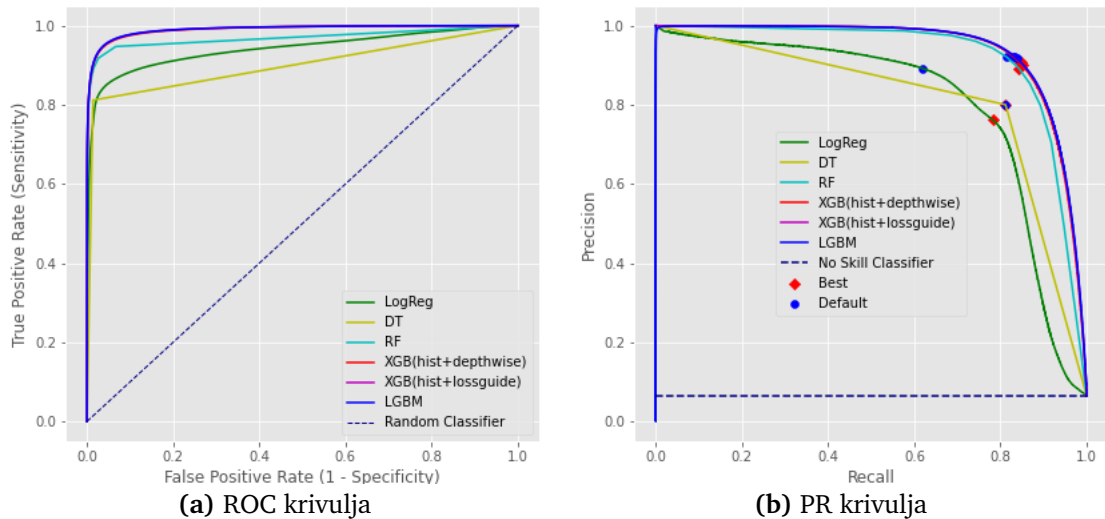 1.0
0.8
0.6
0.4
0.2
0.0
True Positive Rate (Sensitivity)
LogReg
DT
RF
XGB(hist+depthwise)
XGB(hist+lossguide)
LGBM
Random Classifier
0.0 0.2 0.4 0.6 0.8 1.0
False Positive Rate (1 - Specificity)
(a) ROC krivulja
1.0
0.8
0.6
0.4
0.2
0.0
Precision
LogReg
DT
RF
XGB(hist+depthwise)
XGB(hist+lossguide)
LGBM
No Skill Classifier
Best
Default
0.0 0.2 0.4 0.6 0.8 1.0
Recall
(b) PR krivulja